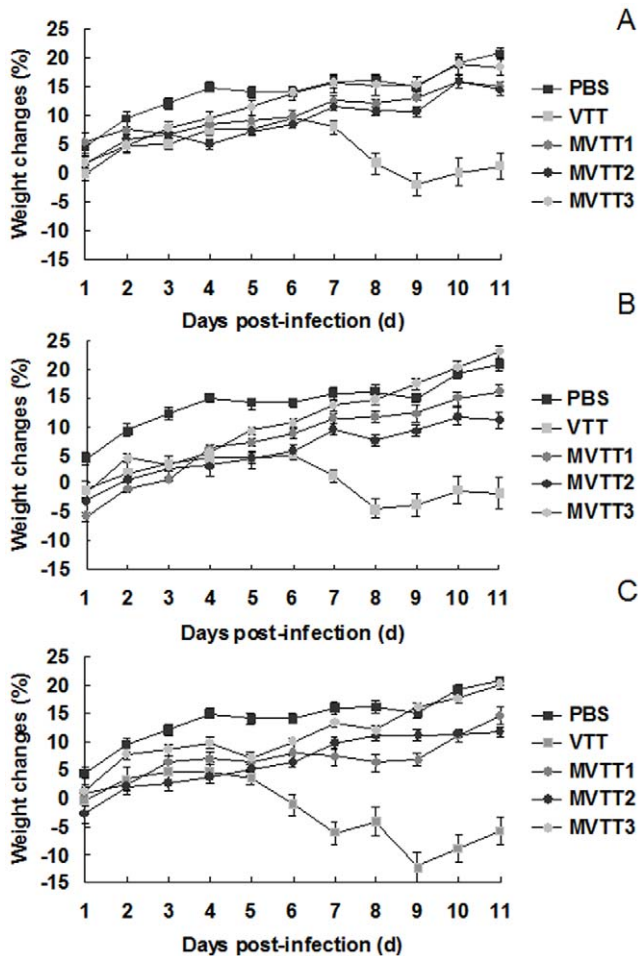 A
Weight changes (%)
25
20
15
10
5
0
-5
-10
-15
1 2 3 4 5 6 7 8 9 10 11
Days post-infection (d)
PBS
VTT
MVTT1
MVTT2
MVTT3
B
Weight changes (%)
25
20
15
10
5
0
-5
-10
-15
1 2 3 4 5 6 7 8 9 10 11
Days post-infection (d)
PBS
VTT
MVTT1
MVTT2
MVTT3
C
Weight changes (%)
25
20
15
10
5
0
-5
-10
-15
1 2 3 4 5 6 7 8 9 10 11
Days post-infection (d)
PBS
VTT
MVTT1
MVTT2
MVTT3